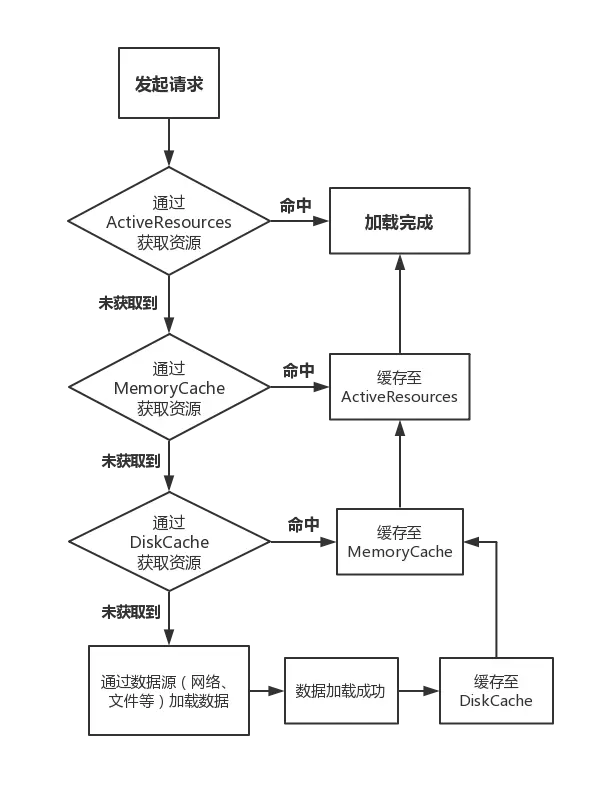 发起请求
通过
ActiveResources
获取资源
命中
加载完成
未获取到
通过
MemoryCache
获取资源
命中
缓存至
ActiveResources
未获取到
通过
DiskCache
获取资源
命中
缓存至
MemoryCache
未获取到
通过数据源（网络、
文件等）加载数据
数据加载成功
缓存至
DiskCache